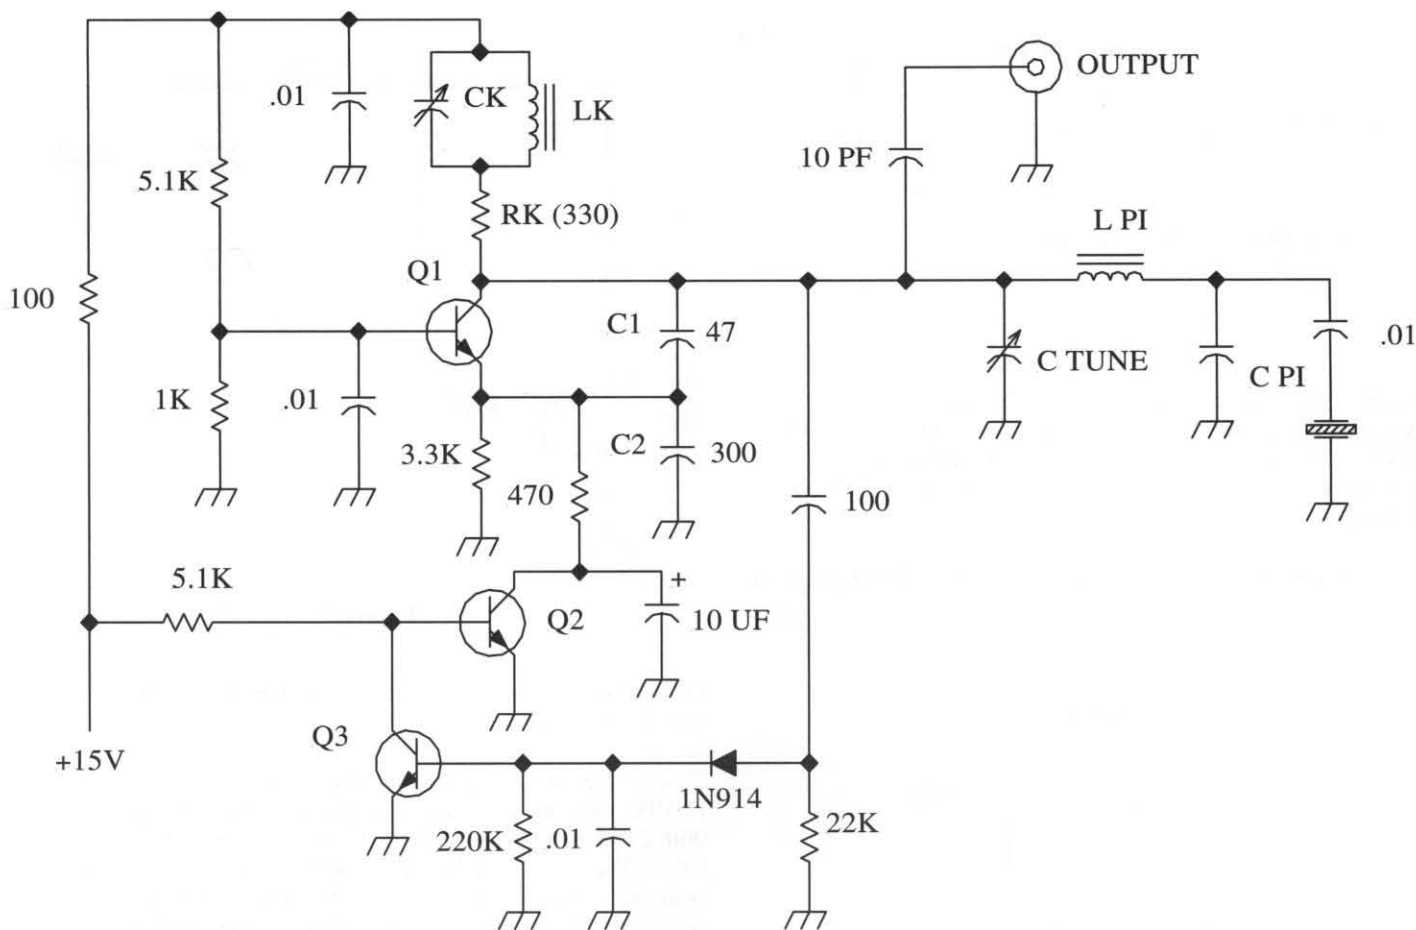 OUTPUT
.01
CK
LK
10 PF
5.1K
RK (330)
L PI
Q1
100
C1
47
.01
C TUNE
C PI
1K
.01
3.3K
C2
300
470
100
5.1K
Q2
10 UF
+
Q3
+15V
1N914
220K
.01
22K